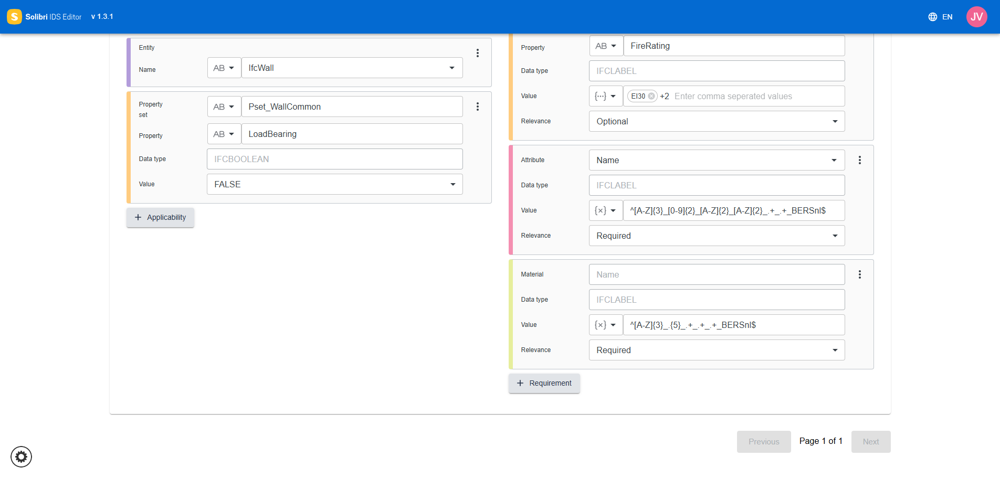 S Solibri IDS Editor v 1.3.1
EN
JV
Entity
Name AB IfcWall
Property set AB Pset_WallCommon
Property AB LoadBearing
Data type IFCBOOLEAN
Value FALSE
+ Applicability
Property AB FireRating
Data type IFCLABEL
Value {···} EI30 +2 Enter comma seperated values
Relevance Optional
Attribute Name
Data type IFCLABEL
Value {×} ^[A-Z]{3}_[0-9]{2}_[A-Z]{2}_[A-Z]{2}_.+_.+_BERSnl$
Relevance Required
Material Name
Data type IFCLABEL
Value {×} ^[A-Z]{3}_.{5}_.+_.+_.+_BERSnl$
Relevance Required
+ Requirement
Previous Page 1 of 1 Next